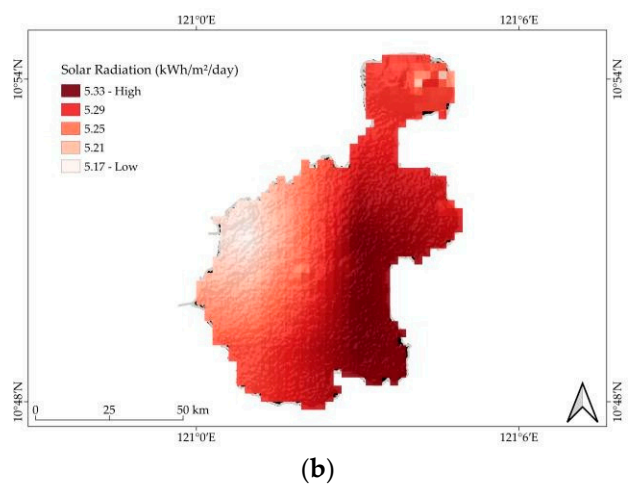 121°0′E
121°6′E
Solar Radiation (kWh/m²/day)
5.33 - High
5.29
5.25
5.21
5.17 - Low
10°54′N
10°54′N
10°48′N
10°48′N
0
25
50 km
121°0′E
121°6′E
(b)